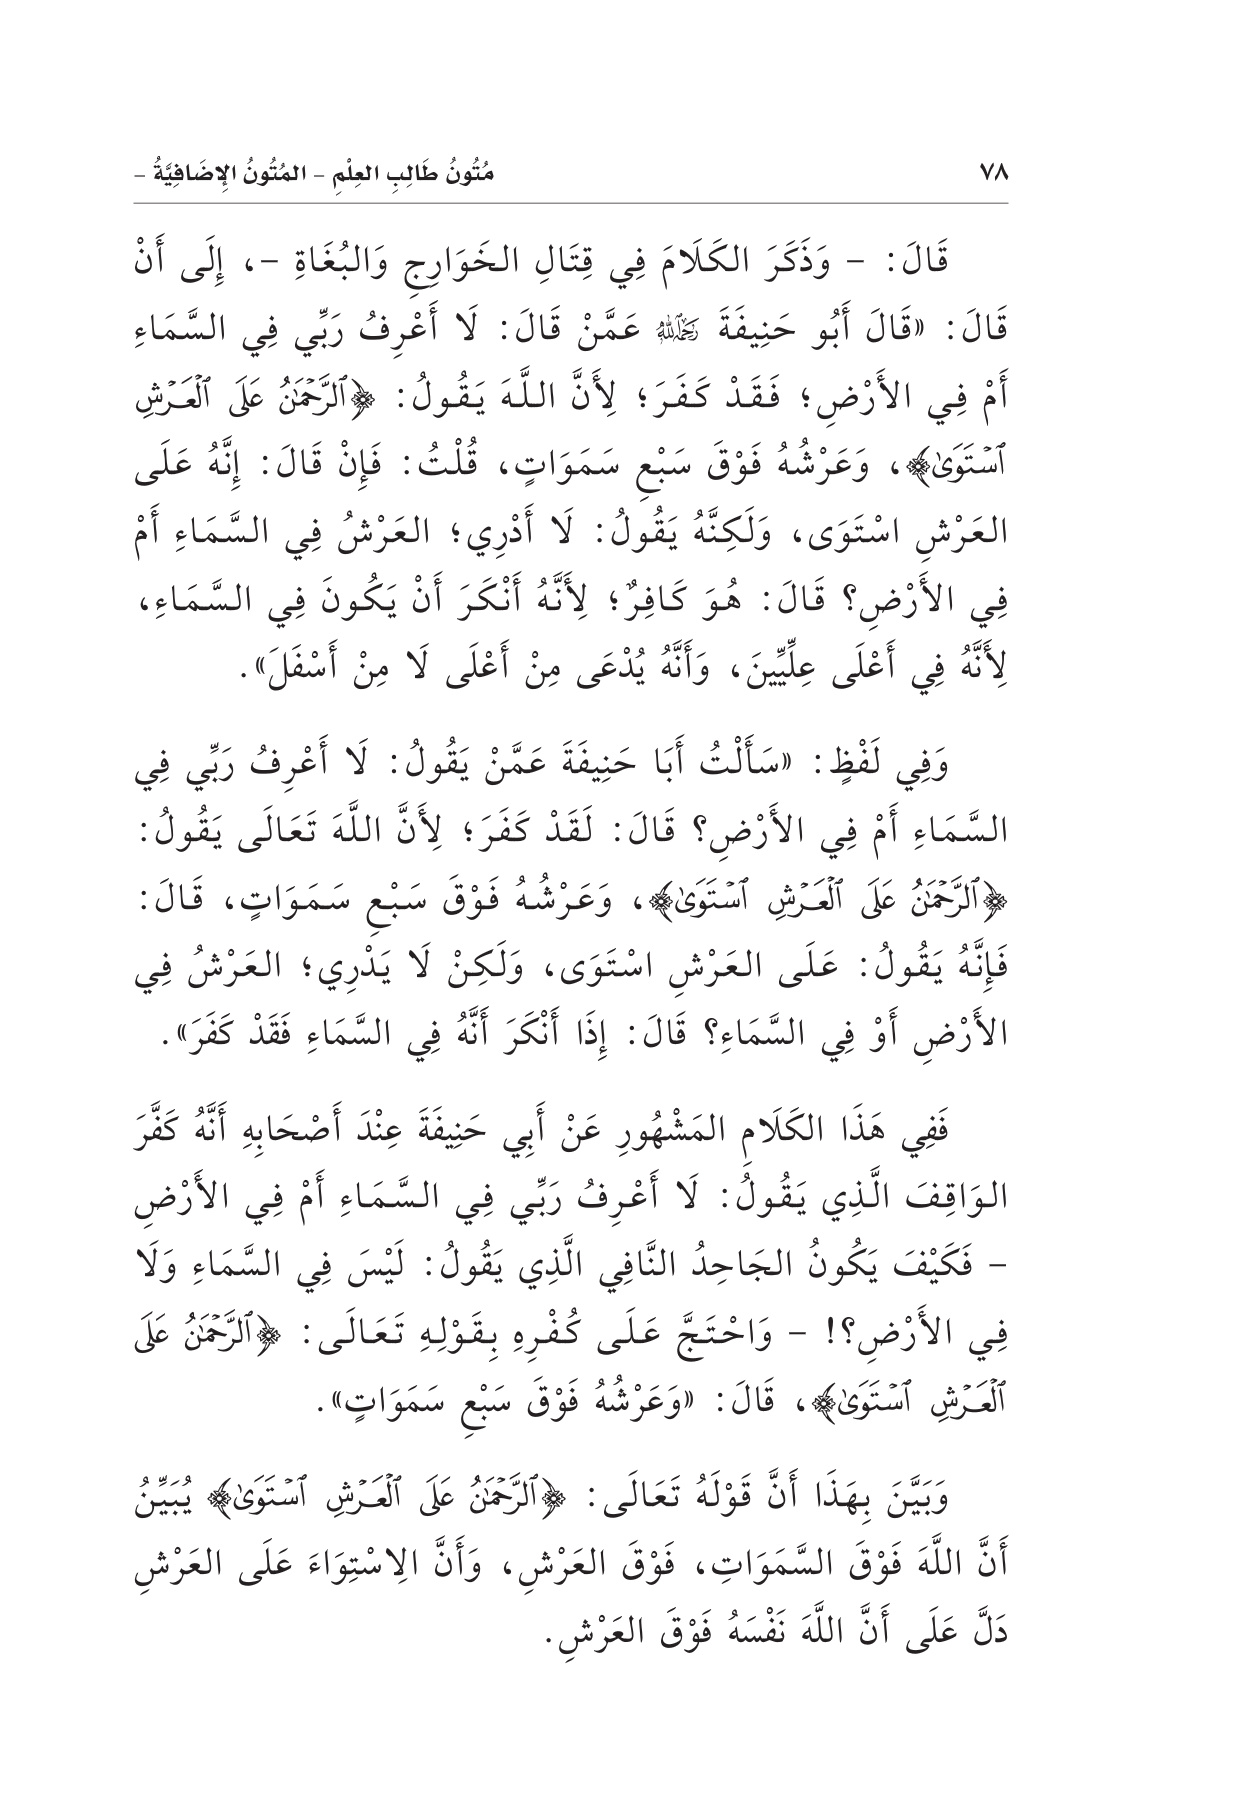 ٧٨ مُتُونُ طَالِبِ العِلْمِ – المُتُونُ الإِضَافِيَّةُ –
قَالَ: – وَذَكَرَ الكَلَامَ فِي قِتَالِ الخَوَارِجِ وَالبُغَاةِ –، إِلَى أَنْ
قَالَ: «قَالَ أَبُو حَنِيفَةَ رَحِمَهُ اللَّهُ عَمَّنْ قَالَ: لَا أَعْرِفُ رَبِّي فِي السَّمَاءِ
أَمْ فِي الأَرْضِ؛ فَقَدْ كَفَرَ؛ لِأَنَّ اللَّهَ يَقُولُ: ﴿ٱلرَّحۡمَٰنُ عَلَى ٱلۡعَرۡشِ
ٱسۡتَوَىٰ﴾، وَعَرْشُهُ فَوْقَ سَبْعِ سَمَوَاتٍ، قُلْتُ: فَإِنْ قَالَ: إِنَّهُ عَلَى
العَرْشِ اسْتَوَى، وَلَكِنَّهُ يَقُولُ: لَا أَدْرِي؛ العَرْشُ فِي السَّمَاءِ أَمْ
فِي الأَرْضِ؟ قَالَ: هُوَ كَافِرٌ؛ لِأَنَّهُ أَنْكَرَ أَنْ يَكُونَ فِي السَّمَاءِ،
لِأَنَّهُ فِي أَعْلَى عِلِّيِّينَ، وَأَنَّهُ يُدْعَى مِنْ أَعْلَى لَا مِنْ أَسْفَلَ».
وَفِي لَفْظٍ: «سَأَلْتُ أَبَا حَنِيفَةَ عَمَّنْ يَقُولُ: لَا أَعْرِفُ رَبِّي فِي
السَّمَاءِ أَمْ فِي الأَرْضِ؟ قَالَ: لَقَدْ كَفَرَ؛ لِأَنَّ اللَّهَ تَعَالَى يَقُولُ:
﴿ٱلرَّحۡمَٰنُ عَلَى ٱلۡعَرۡشِ ٱسۡتَوَىٰ﴾، وَعَرْشُهُ فَوْقَ سَبْعِ سَمَوَاتٍ، قَالَ:
فَإِنَّهُ يَقُولُ: عَلَى العَرْشِ اسْتَوَى، وَلَكِنْ لَا يَدْرِي؛ العَرْشُ فِي
الأَرْضِ أَوْ فِي السَّمَاءِ؟ قَالَ: إِذَا أَنْكَرَ أَنَّهُ فِي السَّمَاءِ فَقَدْ كَفَرَ».
فَفِي هَذَا الكَلَامِ المَشْهُورِ عَنْ أَبِي حَنِيفَةَ عِنْدَ أَصْحَابِهِ أَنَّهُ كَفَّرَ
الوَاقِفَ الَّذِي يَقُولُ: لَا أَعْرِفُ رَبِّي فِي السَّمَاءِ أَمْ فِي الأَرْضِ
– فَكَيْفَ يَكُونُ الجَاحِدُ النَّافِي الَّذِي يَقُولُ: لَيْسَ فِي السَّمَاءِ وَلَا
فِي الأَرْضِ؟! – وَاحْتَجَّ عَلَى كُفْرِهِ بِقَوْلِهِ تَعَالَى: ﴿ٱلرَّحۡمَٰنُ عَلَى
ٱلۡعَرۡشِ ٱسۡتَوَىٰ﴾، قَالَ: «وَعَرْشُهُ فَوْقَ سَبْعِ سَمَوَاتٍ».
وَبَيَّنَ بِهَذَا أَنَّ قَوْلَهُ تَعَالَى: ﴿ٱلرَّحۡمَٰنُ عَلَى ٱلۡعَرۡشِ ٱسۡتَوَىٰ﴾ يُبَيِّنُ
أَنَّ اللَّهَ فَوْقَ السَّمَوَاتِ، فَوْقَ العَرْشِ، وَأَنَّ الِاسْتِوَاءَ عَلَى العَرْشِ
دَلَّ عَلَى أَنَّ اللَّهَ نَفْسَهُ فَوْقَ العَرْشِ.